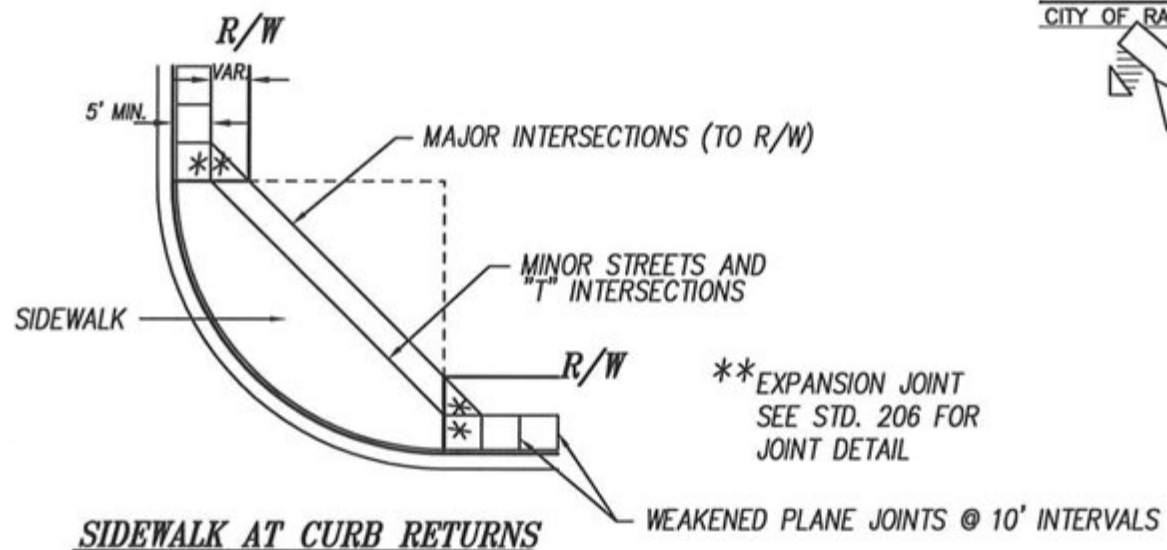 R/W
CITY OF RA
VAR.
5' MIN.
MAJOR INTERSECTIONS (TO R/W)
MINOR STREETS AND
"T" INTERSECTIONS
SIDEWALK
R/W
** EXPANSION JOINT
SEE STD. 206 FOR
JOINT DETAIL
WEAKENED PLANE JOINTS @ 10' INTERVALS
SIDEWALK AT CURB RETURNS